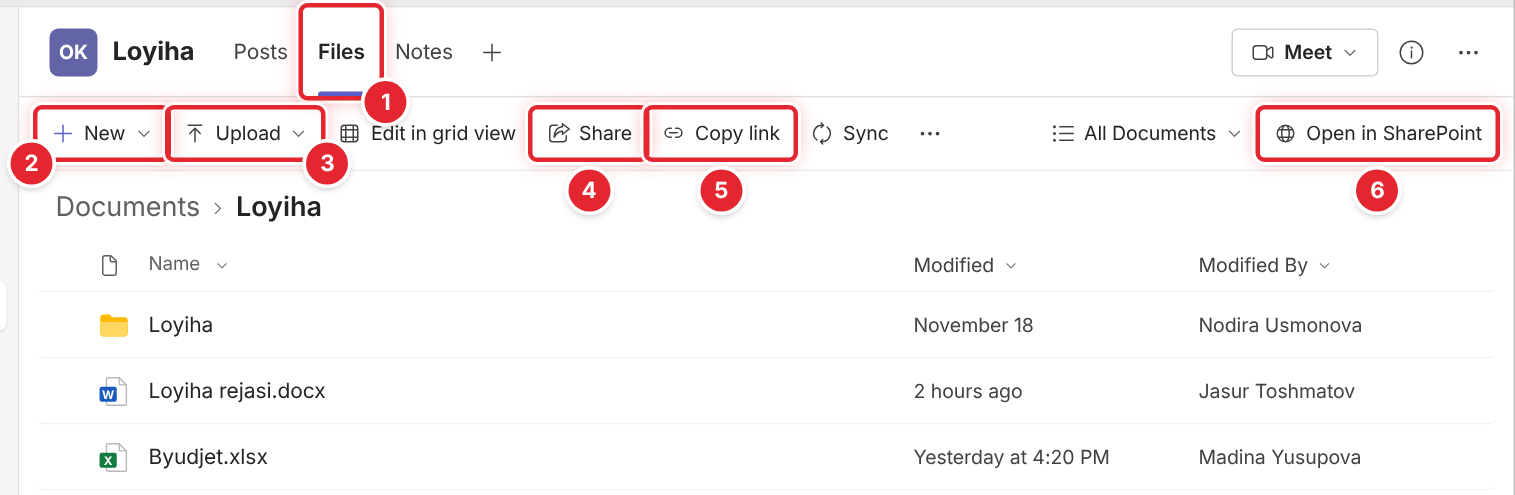 OK Loyiha Posts Files Notes Meet
1
New Upload Edit in grid view Share Copy link Sync All Documents Open in SharePoint
2 3 4 5 6
Documents › Loyiha
Name Modified Modified By
Loyiha November 18 Nodira Usmonova
Loyiha rejasi.docx 2 hours ago Jasur Toshmatov
Byudjet.xlsx Yesterday at 4:20 PM Madina Yusupova